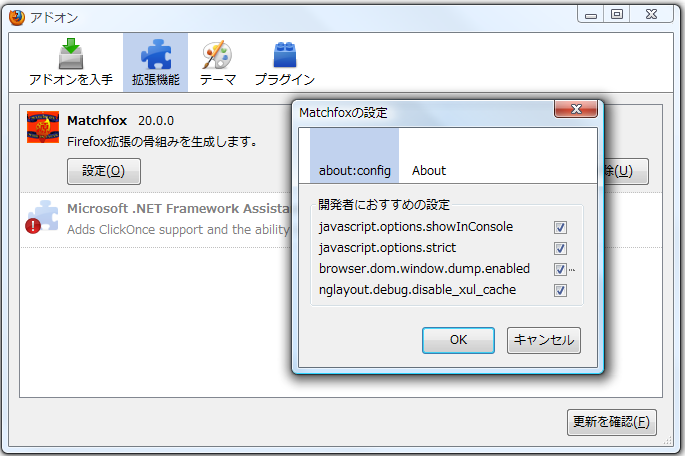 アドオン
アドオンを入手
拡張機能
テーマ
プラグイン
Matchfox 20.0.0
Firefox拡張の骨組みを生成します。
設定(O)
除(U)
Microsoft .NET Framework Assista
Adds ClickOnce support and the ability
Matchfoxの設定
about:config
About
開発者におすすめの設定
javascript.options.showInConsole
javascript.options.strict
browser.dom.window.dump.enabled
nglayout.debug.disable_xul_cache
OK
キャンセル
更新を確認(F)